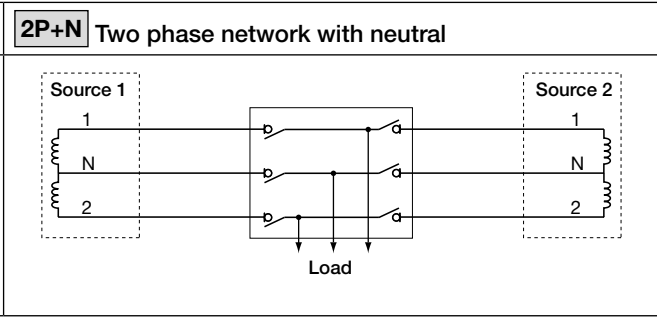 2P+N Two phase network with neutral
Source 1 Source 2
1 1
N N
2 2
Load